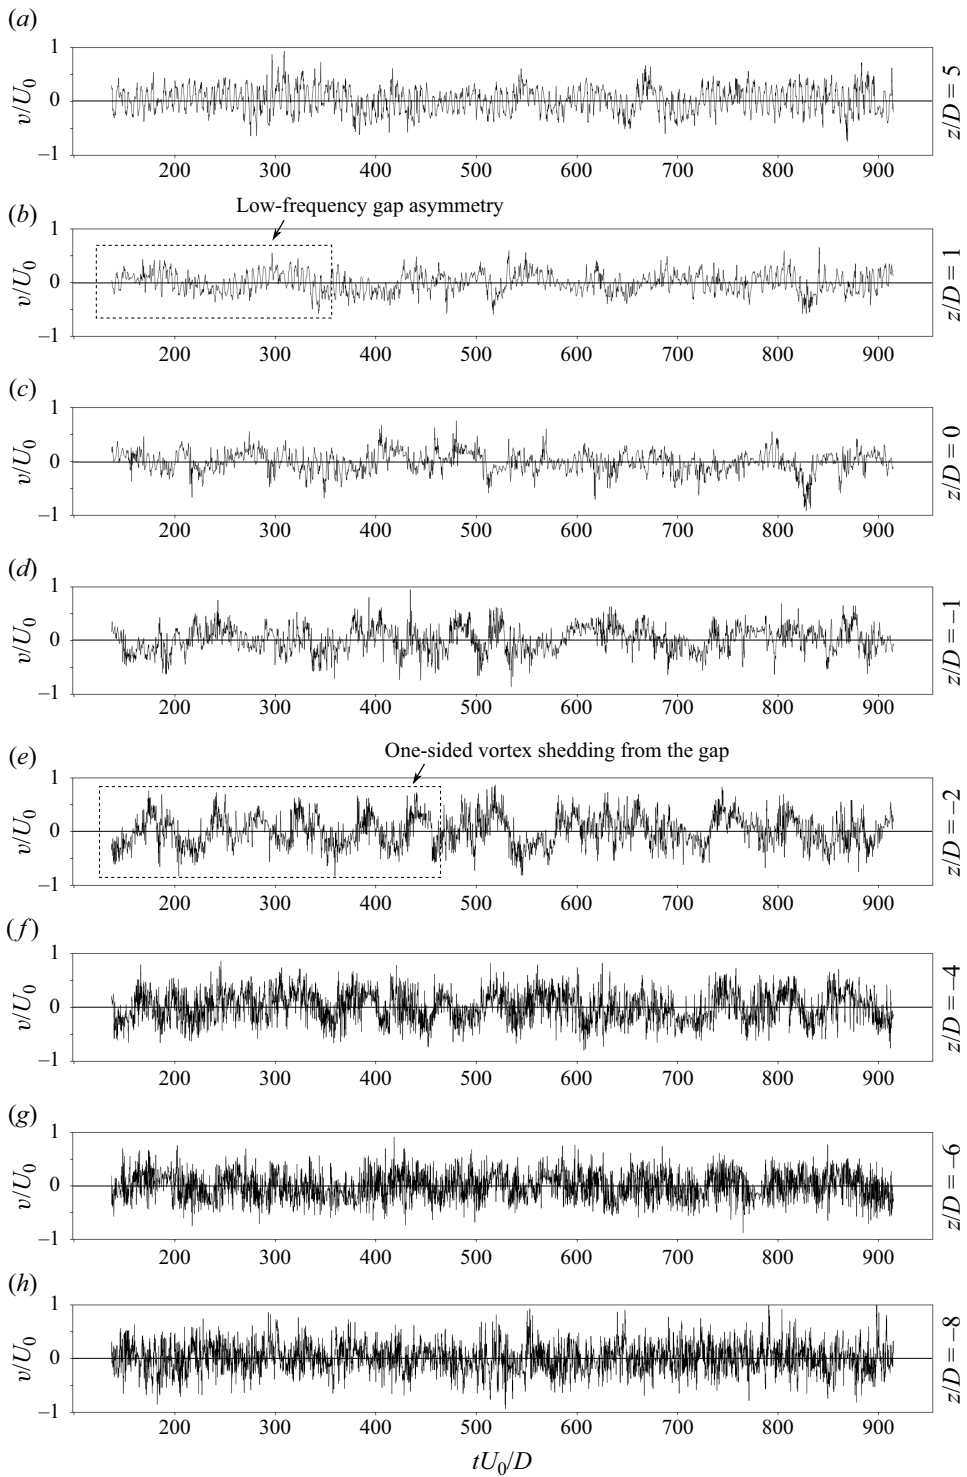 (a)
1
0
–1
v/U0
z/D = 5
200 300 400 500 600 700 800 900
Low-frequency gap asymmetry
(b)
1
0
–1
v/U0
z/D = 1
200 300 400 500 600 700 800 900
(c)
1
0
–1
v/U0
z/D = 0
200 300 400 500 600 700 800 900
(d)
1
0
–1
v/U0
z/D = –1
200 300 400 500 600 700 800 900
(e)
One-sided vortex shedding from the gap
1
0
–1
v/U0
z/D = –2
200 300 400 500 600 700 800 900
(f)
1
0
–1
v/U0
z/D = –4
200 300 400 500 600 700 800 900
(g)
1
0
–1
v/U0
z/D = –6
200 300 400 500 600 700 800 900
(h)
1
0
–1
v/U0
z/D = –8
200 300 400 500 600 700 800 900
tU0/D